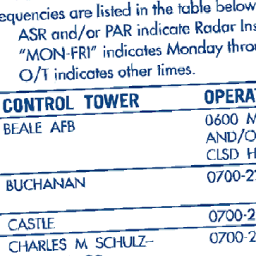 equencies are listed in the table below
ASR and/or PAR indicate Radar Ins
"MON-FRI" indicates Monday thro
O/T indicates other times.
CONTROL TOWER OPERA
BEALE AFB 0600 M
AND/O
CLSD H
BUCHANAN 0700-2
CASTLE 0700-2
CHARLES M SCHULZ– 0700-2